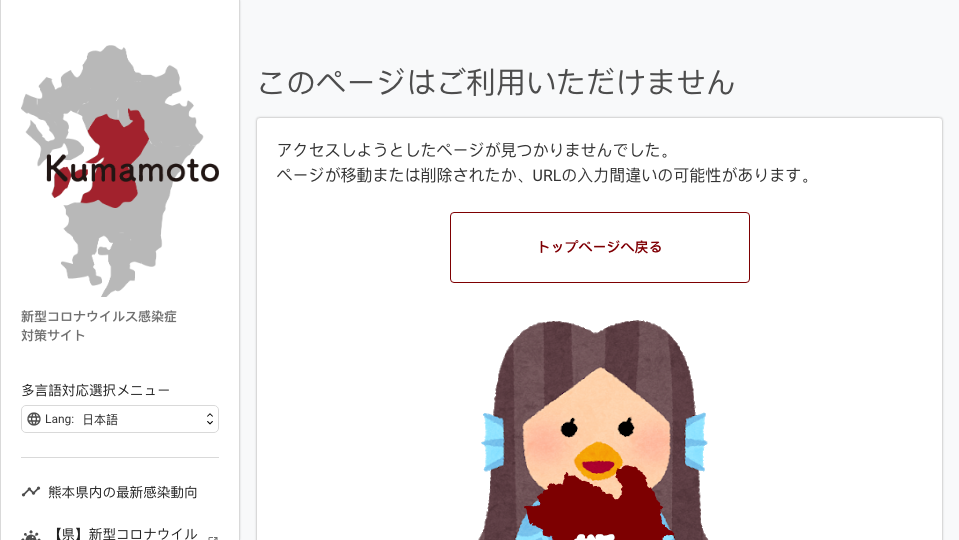 Kumamoto
新型コロナウイルス感染症
対策サイト
多言語対応選択メニュー
Lang: 日本語
熊本県内の最新感染動向
【県】新型コロナウイル
このページはご利用いただけません
アクセスしようとしたページが見つかりませんでした。
ページが移動または削除されたか、URLの入力間違いの可能性があります。
トップページへ戻る